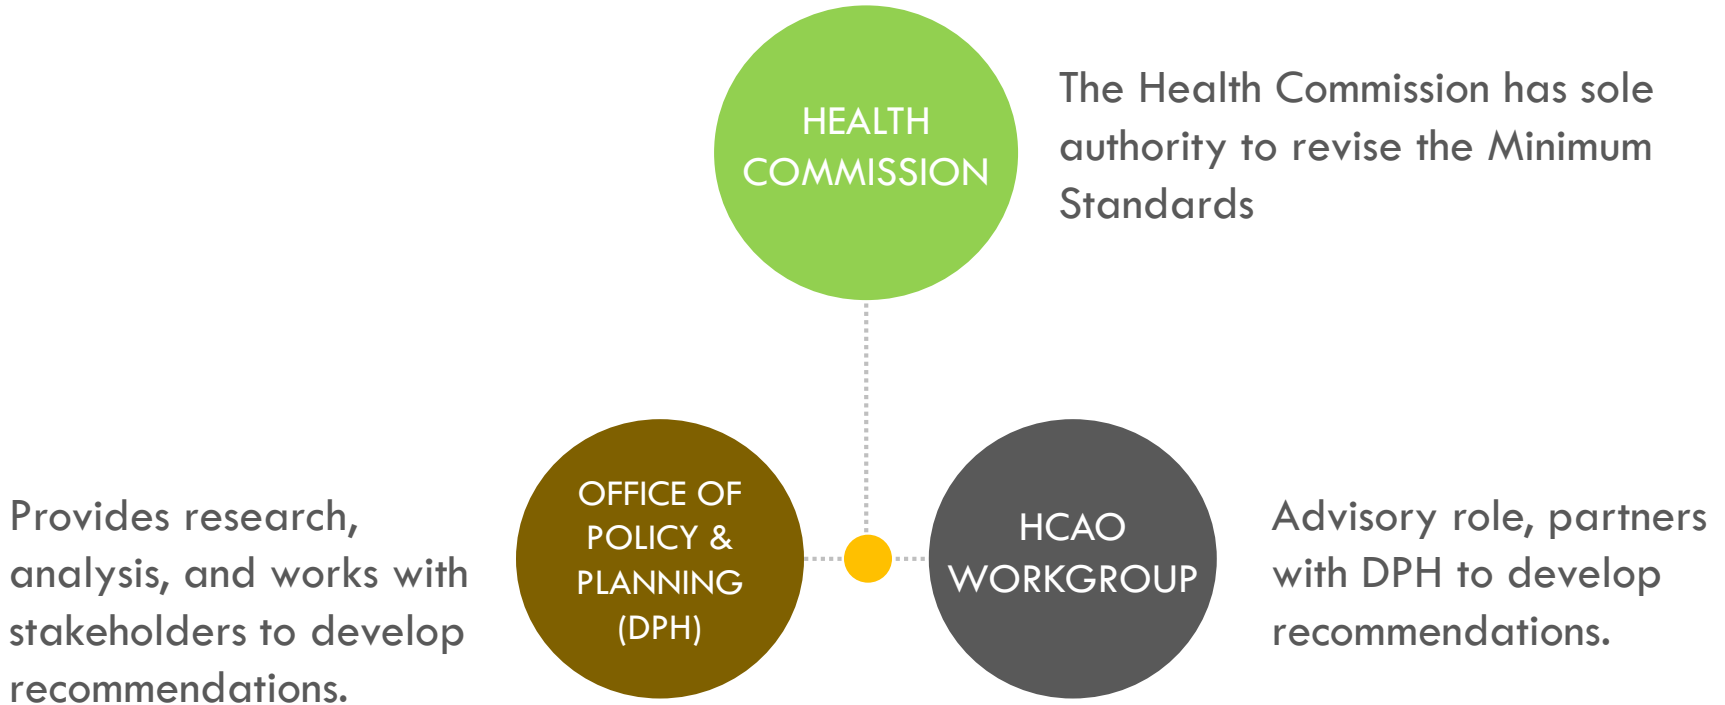 HEALTH
COMMISSION
The Health Commission has sole
authority to revise the Minimum
Standards
Provides research,
analysis, and works with
stakeholders to develop
recommendations.
OFFICE OF
POLICY &
PLANNING
(DPH)
HCAO
WORKGROUP
Advisory role, partners
with DPH to develop
recommendations.